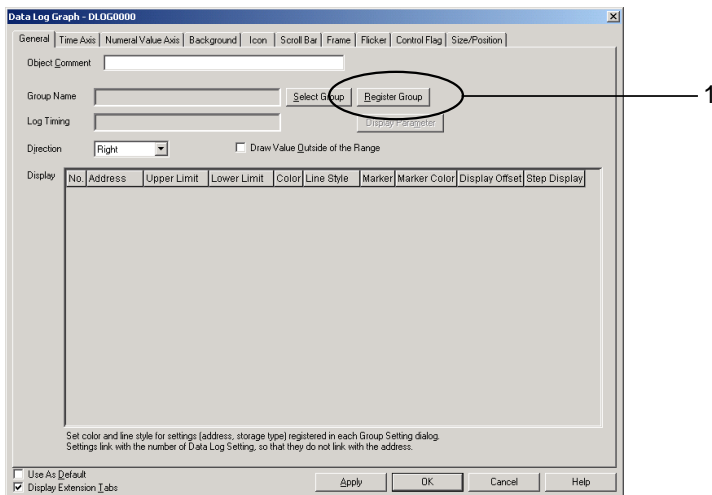 Data Log Graph - DLOG0000
General Time Axis Numeral Value Axis Background Icon Scroll Bar Frame Flicker Control Flag Size/Position
Object Comment
Group Name Select Group Register Group 1
Log Timing Display Parameter
Direction Right Draw Value Outside of the Range
Display No. Address Upper Limit Lower Limit Color Line Style Marker Marker Color Display Offset Step Display
Set color and line style for settings (address, storage type) registered in each Group Setting dialog.
Settings link with the number of Data Log Setting, so that they do not link with the address.
Use As Default
Display Extension Tabs Apply OK Cancel Help